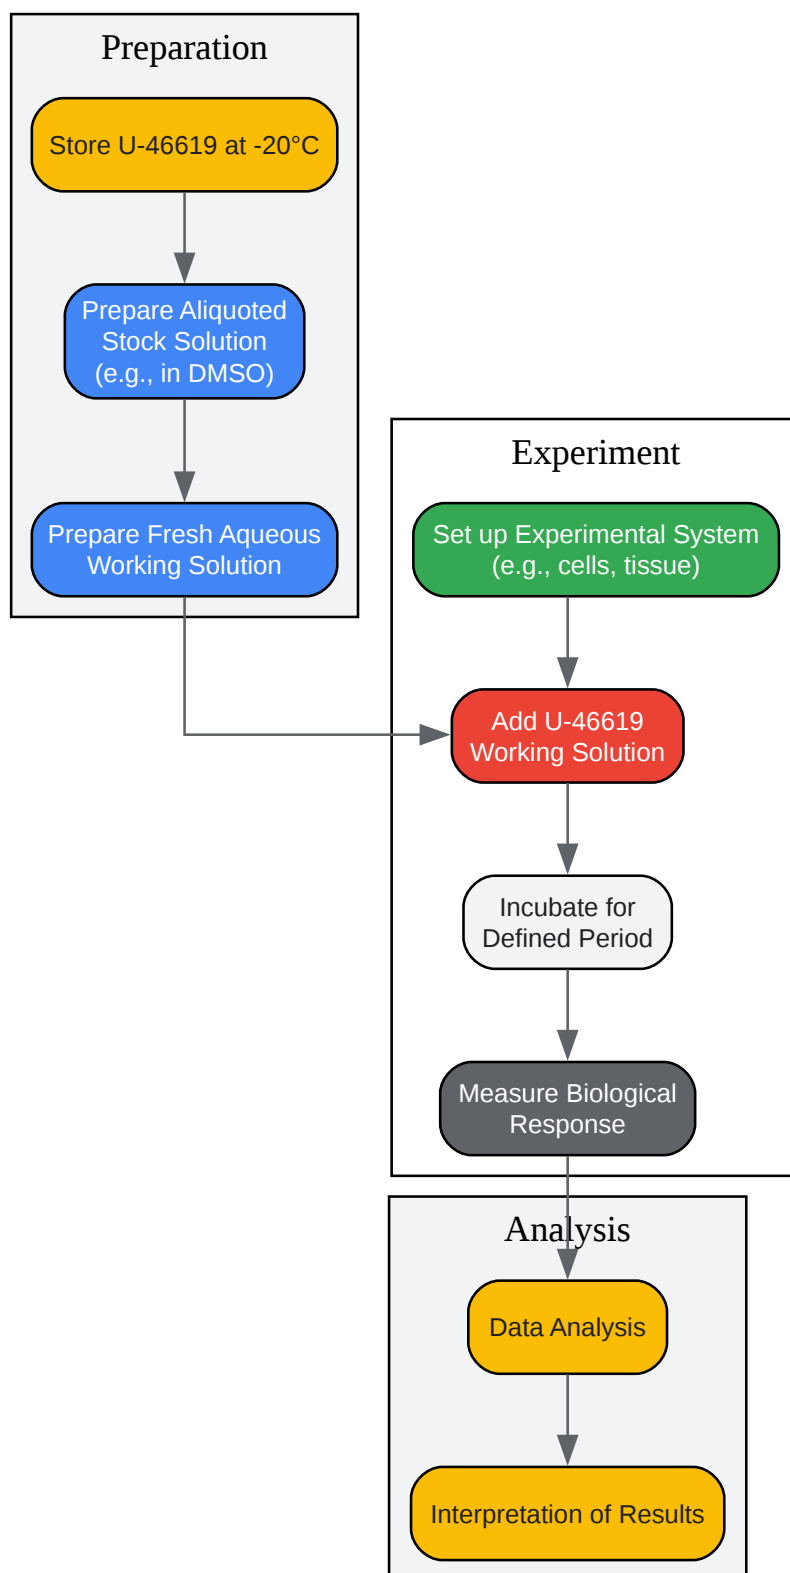 Preparation
Store U-46619 at -20°C
Prepare Aliquoted
Stock Solution
(e.g., in DMSO)
Prepare Fresh Aqueous
Working Solution
Experiment
Set up Experimental System
(e.g., cells, tissue)
Add U-46619
Working Solution
Incubate for
Defined Period
Measure Biological
Response
Analysis
Data Analysis
Interpretation of Results